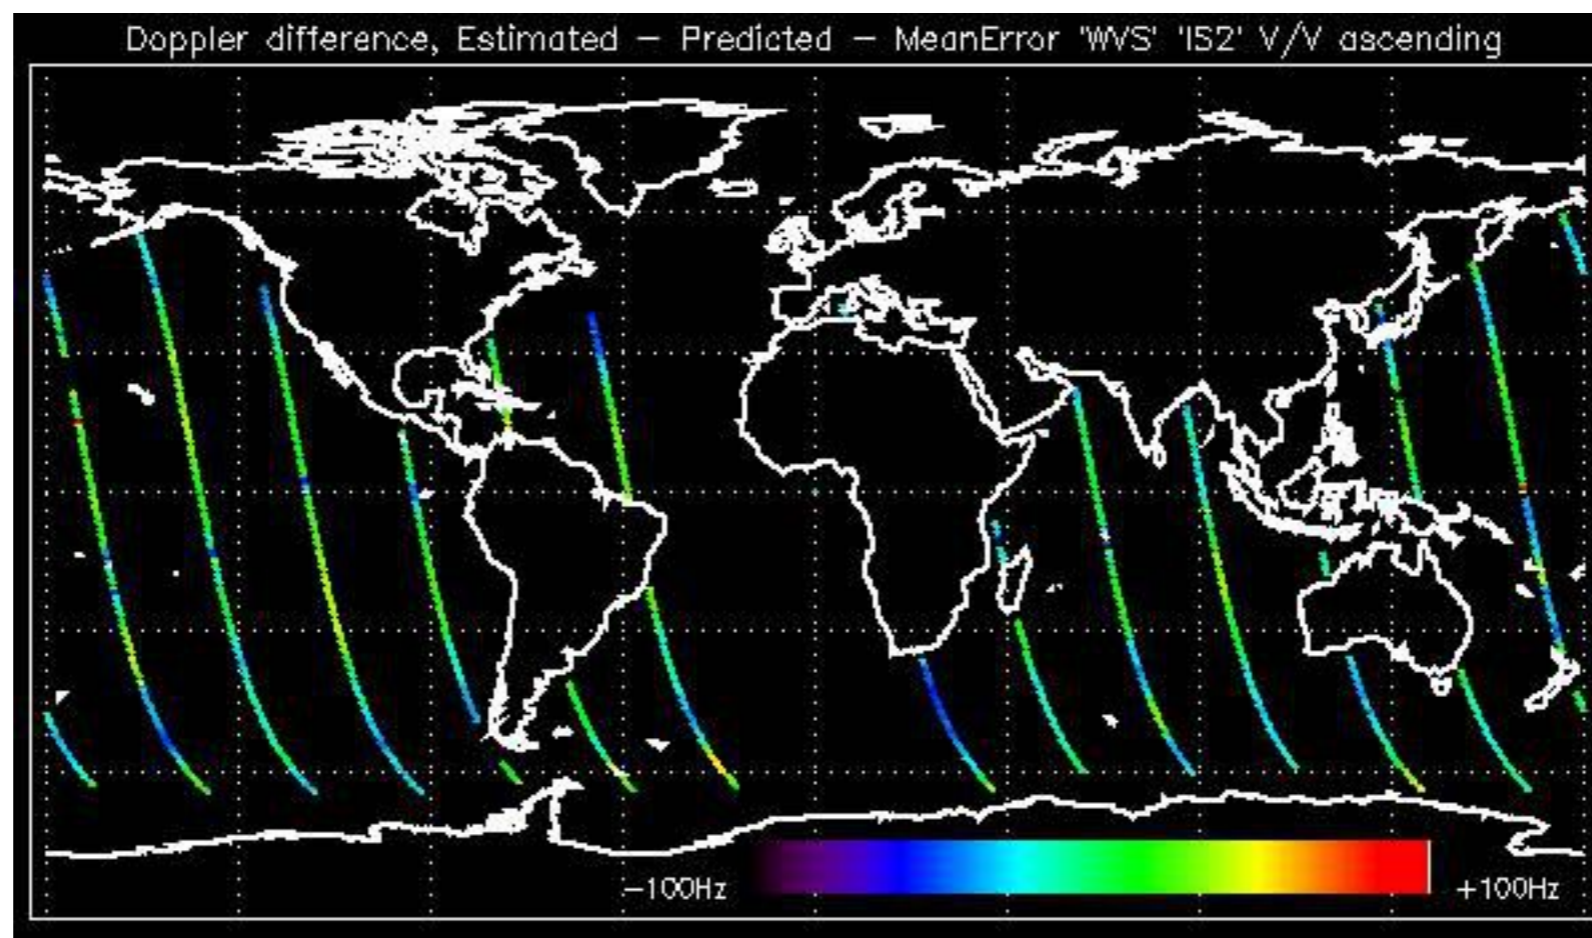 Doppler difference, Estimated – Predicted – MeanError 'WVS' 'IS2' V/V ascending
−100Hz +100Hz